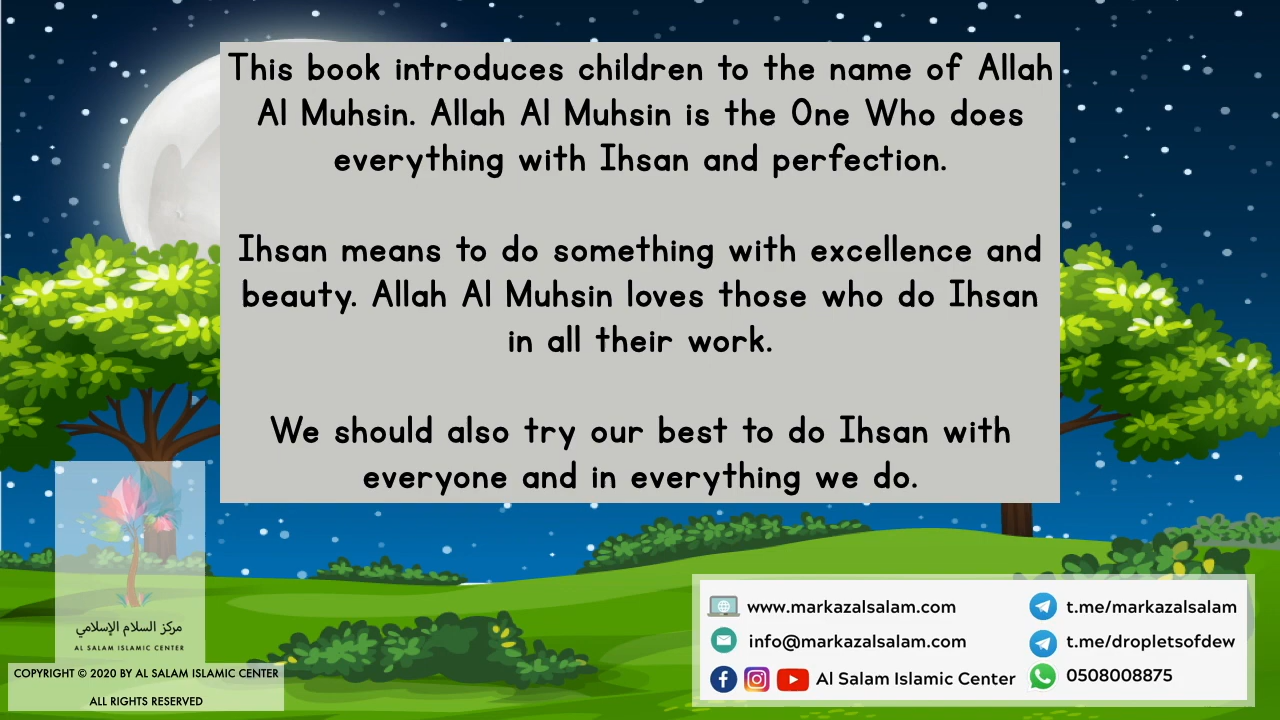 This book introduces children to the name of Allah
Al Muhsin. Allah Al Muhsin is the One Who does
everything with Ihsan and perfection.
Ihsan means to do something with excellence and
beauty. Allah Al Muhsin loves those who do Ihsan
in all their work.
We should also try our best to do Ihsan with
everyone and in everything we do.
مركز السلام الإسلامي
AL SALAM ISLAMIC CENTER
COPYRIGHT © 2020 BY AL SALAM ISLAMIC CENTER
ALL RIGHTS RESERVED
www.markazalsalam.com
info@markazalsalam.com
Al Salam Islamic Center
t.me/markazalsalam
t.me/dropletsofdew
0508008875